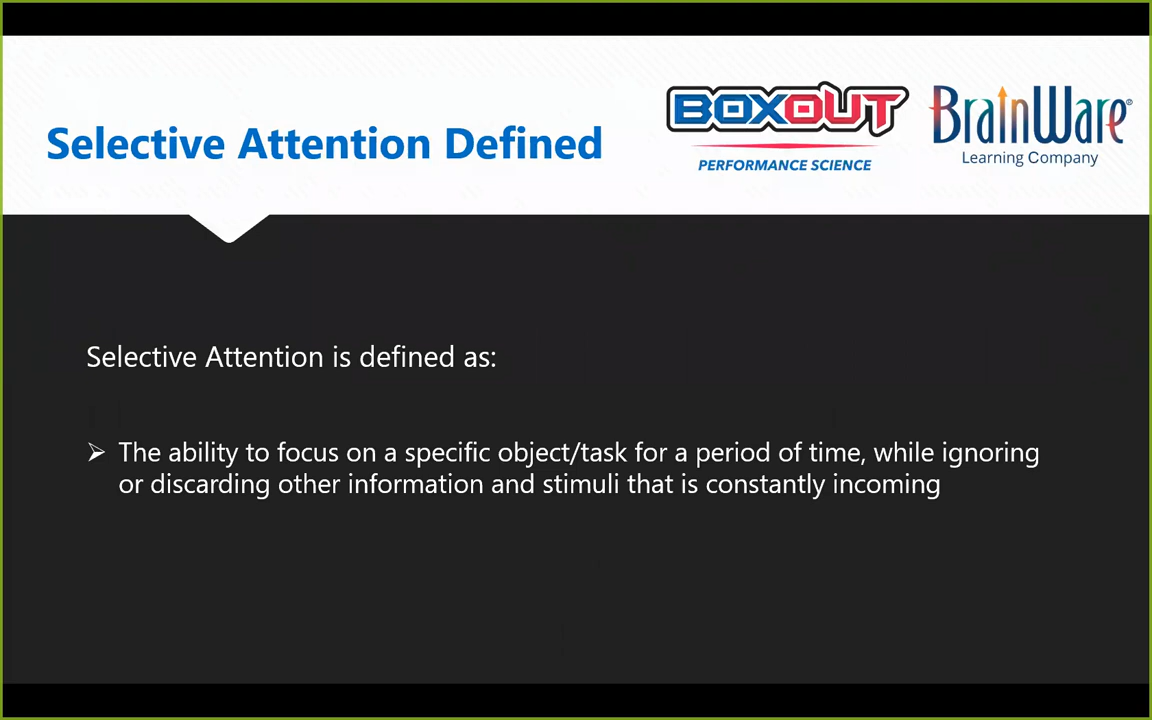 Selective Attention Defined
BOXOUT
PERFORMANCE SCIENCE
BrainWare®
Learning Company
Selective Attention is defined as:
➢ The ability to focus on a specific object/task for a period of time, while ignoring
or discarding other information and stimuli that is constantly incoming